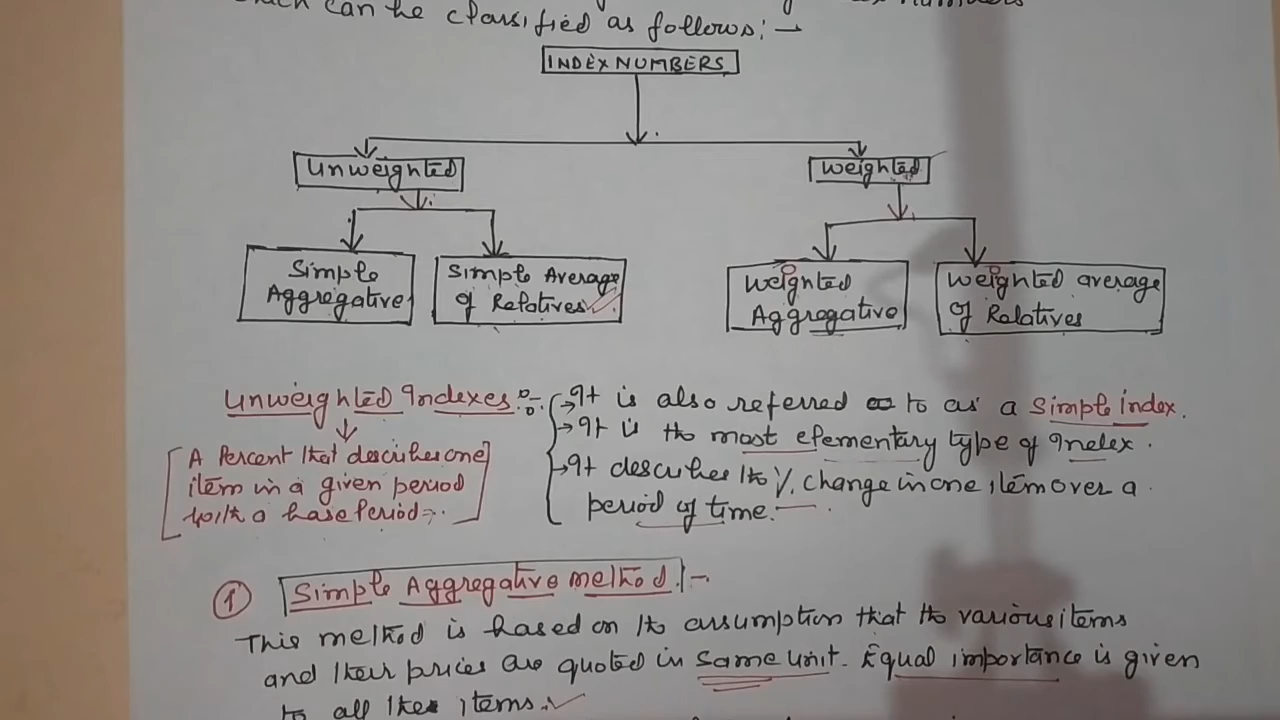 which can be classified as follows:-
INDEX NUMBERS
Unweighted
Weighted
Simple
Aggregative
Simple Average
of Relatives
Weighted
Aggregative
Weighted average
of Relatives
Unweighted Indexes:-
It is also referred to as a simple index.
It is the most elementary type of Index.
It describes the % change in one item over a
period of time.
A Percent that describes one
item in a given period
with a base Period.
① Simple Aggregative method:-
This method is based on the assumption that the various items
and their prices are quoted in same unit. Equal importance is given
to all the items.